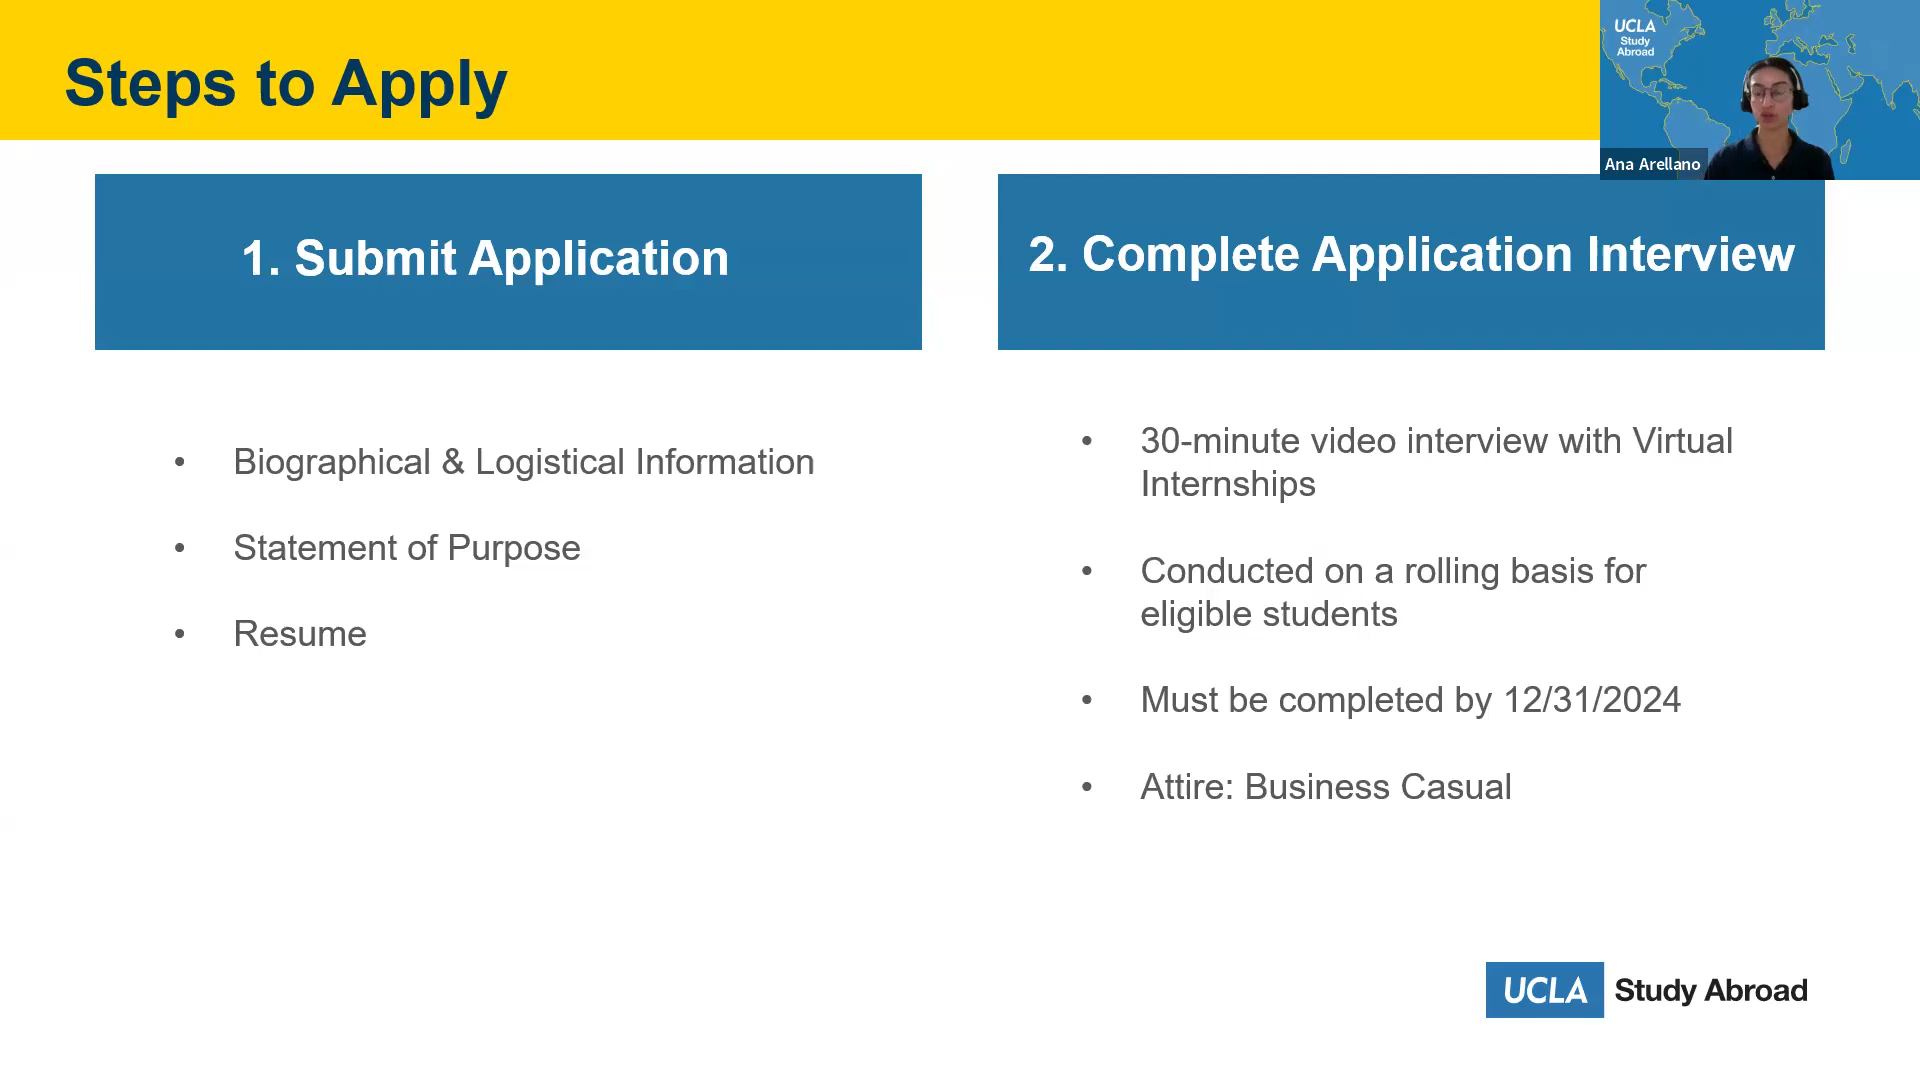 Steps to Apply
UCLA
Study
Abroad
Ana Arellano
1. Submit Application
• Biographical & Logistical Information
• Statement of Purpose
• Resume
2. Complete Application Interview
• 30-minute video interview with Virtual
Internships
• Conducted on a rolling basis for
eligible students
• Must be completed by 12/31/2024
• Attire: Business Casual
UCLA Study Abroad